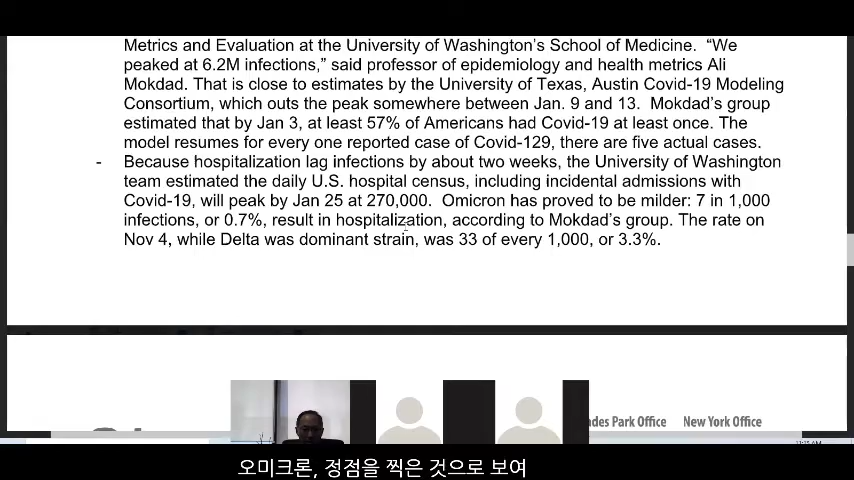 Metrics and Evaluation at the University of Washington's School of Medicine.  "We
peaked at 6.2M infections," said professor of epidemiology and health metrics Ali
Mokdad. That is close to estimates by the University of Texas, Austin Covid-19 Modeling
Consortium, which outs the peak somewhere between Jan. 9 and 13.  Mokdad's group
estimated that by Jan 3, at least 57% of Americans had Covid-19 at least once. The
model resumes for every one reported case of Covid-129, there are five actual cases.
- Because hospitalization lag infections by about two weeks, the University of Washington
team estimated the daily U.S. hospital census, including incidental admissions with
Covid-19, will peak by Jan 25 at 270,000.  Omicron has proved to be milder: 7 in 1,000
infections, or 0.7%, result in hospitalization, according to Mokdad's group. The rate on
Nov 4, while Delta was dominant strain, was 33 of every 1,000, or 3.3%.
Park Office New York Office
오미크론, 정점을 찍은 것으로 보여